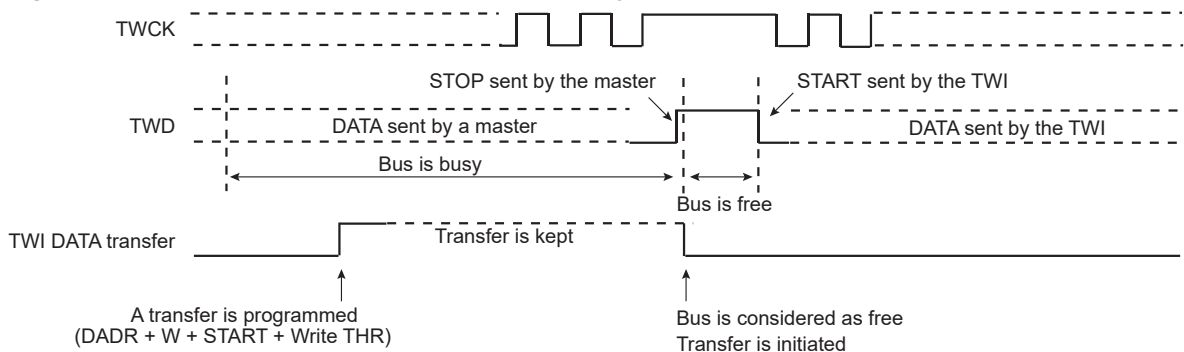 TWCK
STOP sent by the master
START sent by the TWI
TWD
DATA sent by a master
DATA sent by the TWI
Bus is busy
Bus is free
TWI DATA transfer
Transfer is kept
A transfer is programmed
(DADR + W + START + Write THR)
Bus is considered as free
Transfer is initiated